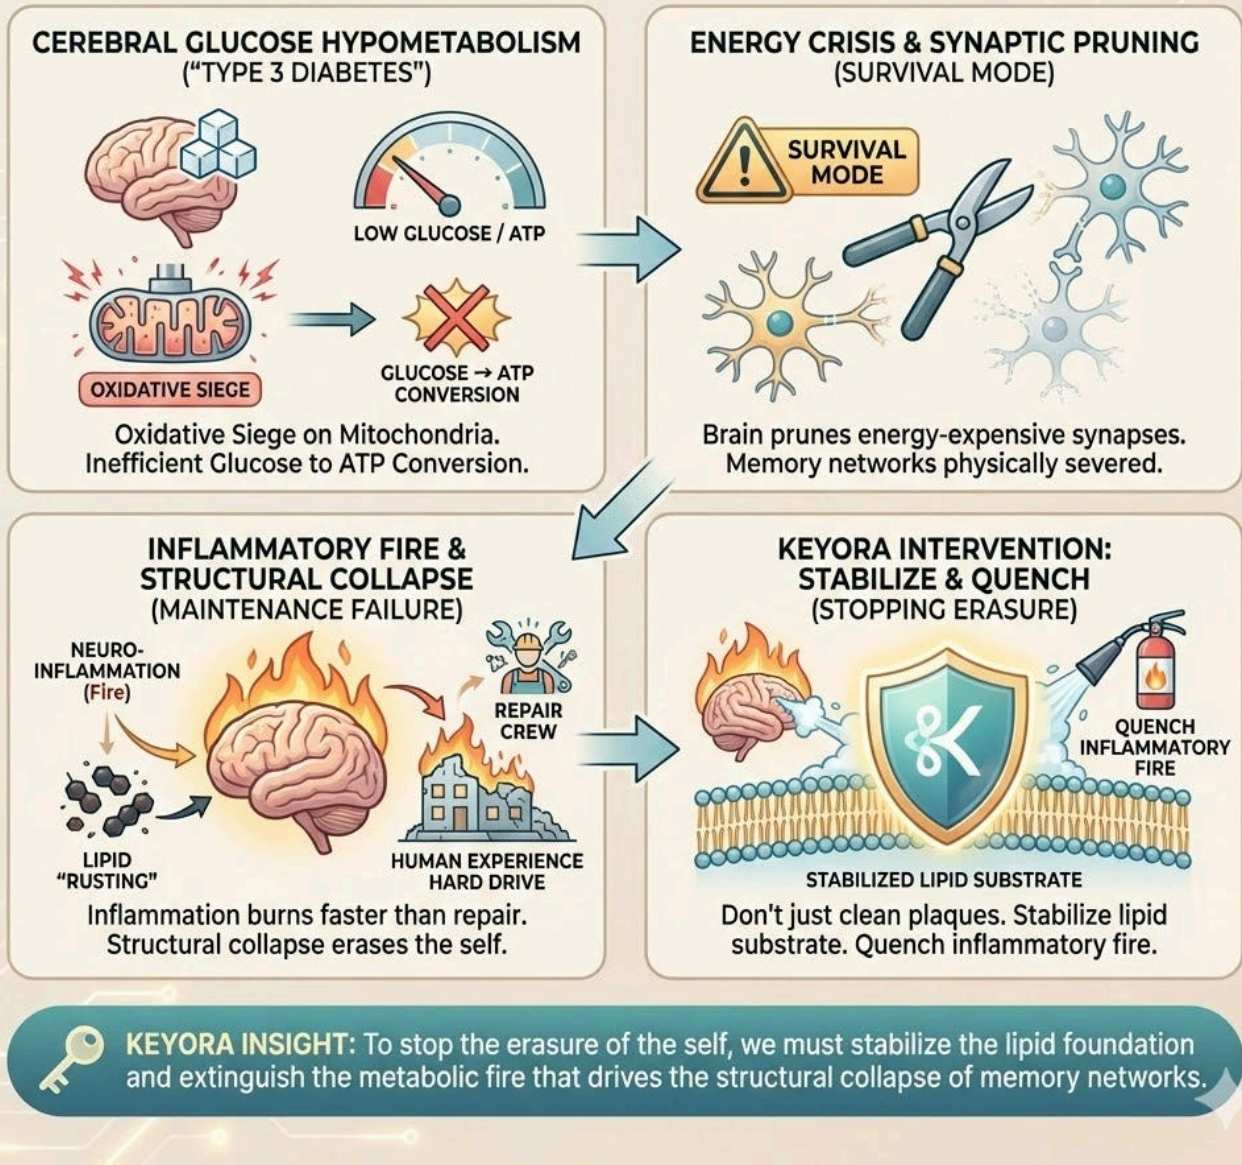 CEREBRAL GLUCOSE HYPOMETABOLISM
("TYPE 3 DIABETES")
LOW GLUCOSE / ATP
OXIDATIVE SIEGE
GLUCOSE → ATP
CONVERSION
Oxidative Siege on Mitochondria.
Inefficient Glucose to ATP Conversion.
ENERGY CRISIS & SYNAPTIC PRUNING
(SURVIVAL MODE)
SURVIVAL
MODE
Brain prunes energy-expensive synapses.
Memory networks physically severed.
INFLAMMATORY FIRE &
STRUCTURAL COLLAPSE
(MAINTENANCE FAILURE)
NEURO-
INFLAMMATION
(Fire)
REPAIR
CREW
LIPID
"RUSTING"
HUMAN EXPERIENCE
HARD DRIVE
Inflammation burns faster than repair.
Structural collapse erases the self.
KEYORA INTERVENTION:
STABILIZE & QUENCH
(STOPPING ERASURE)
QUENCH
INFLAMMATORY
FIRE
STABILIZED LIPID SUBSTRATE
Don't just clean plaques. Stabilize lipid
substrate. Quench inflammatory fire.
KEYORA INSIGHT: To stop the erasure of the self, we must stabilize the lipid foundation
and extinguish the metabolic fire that drives the structural collapse of memory networks.